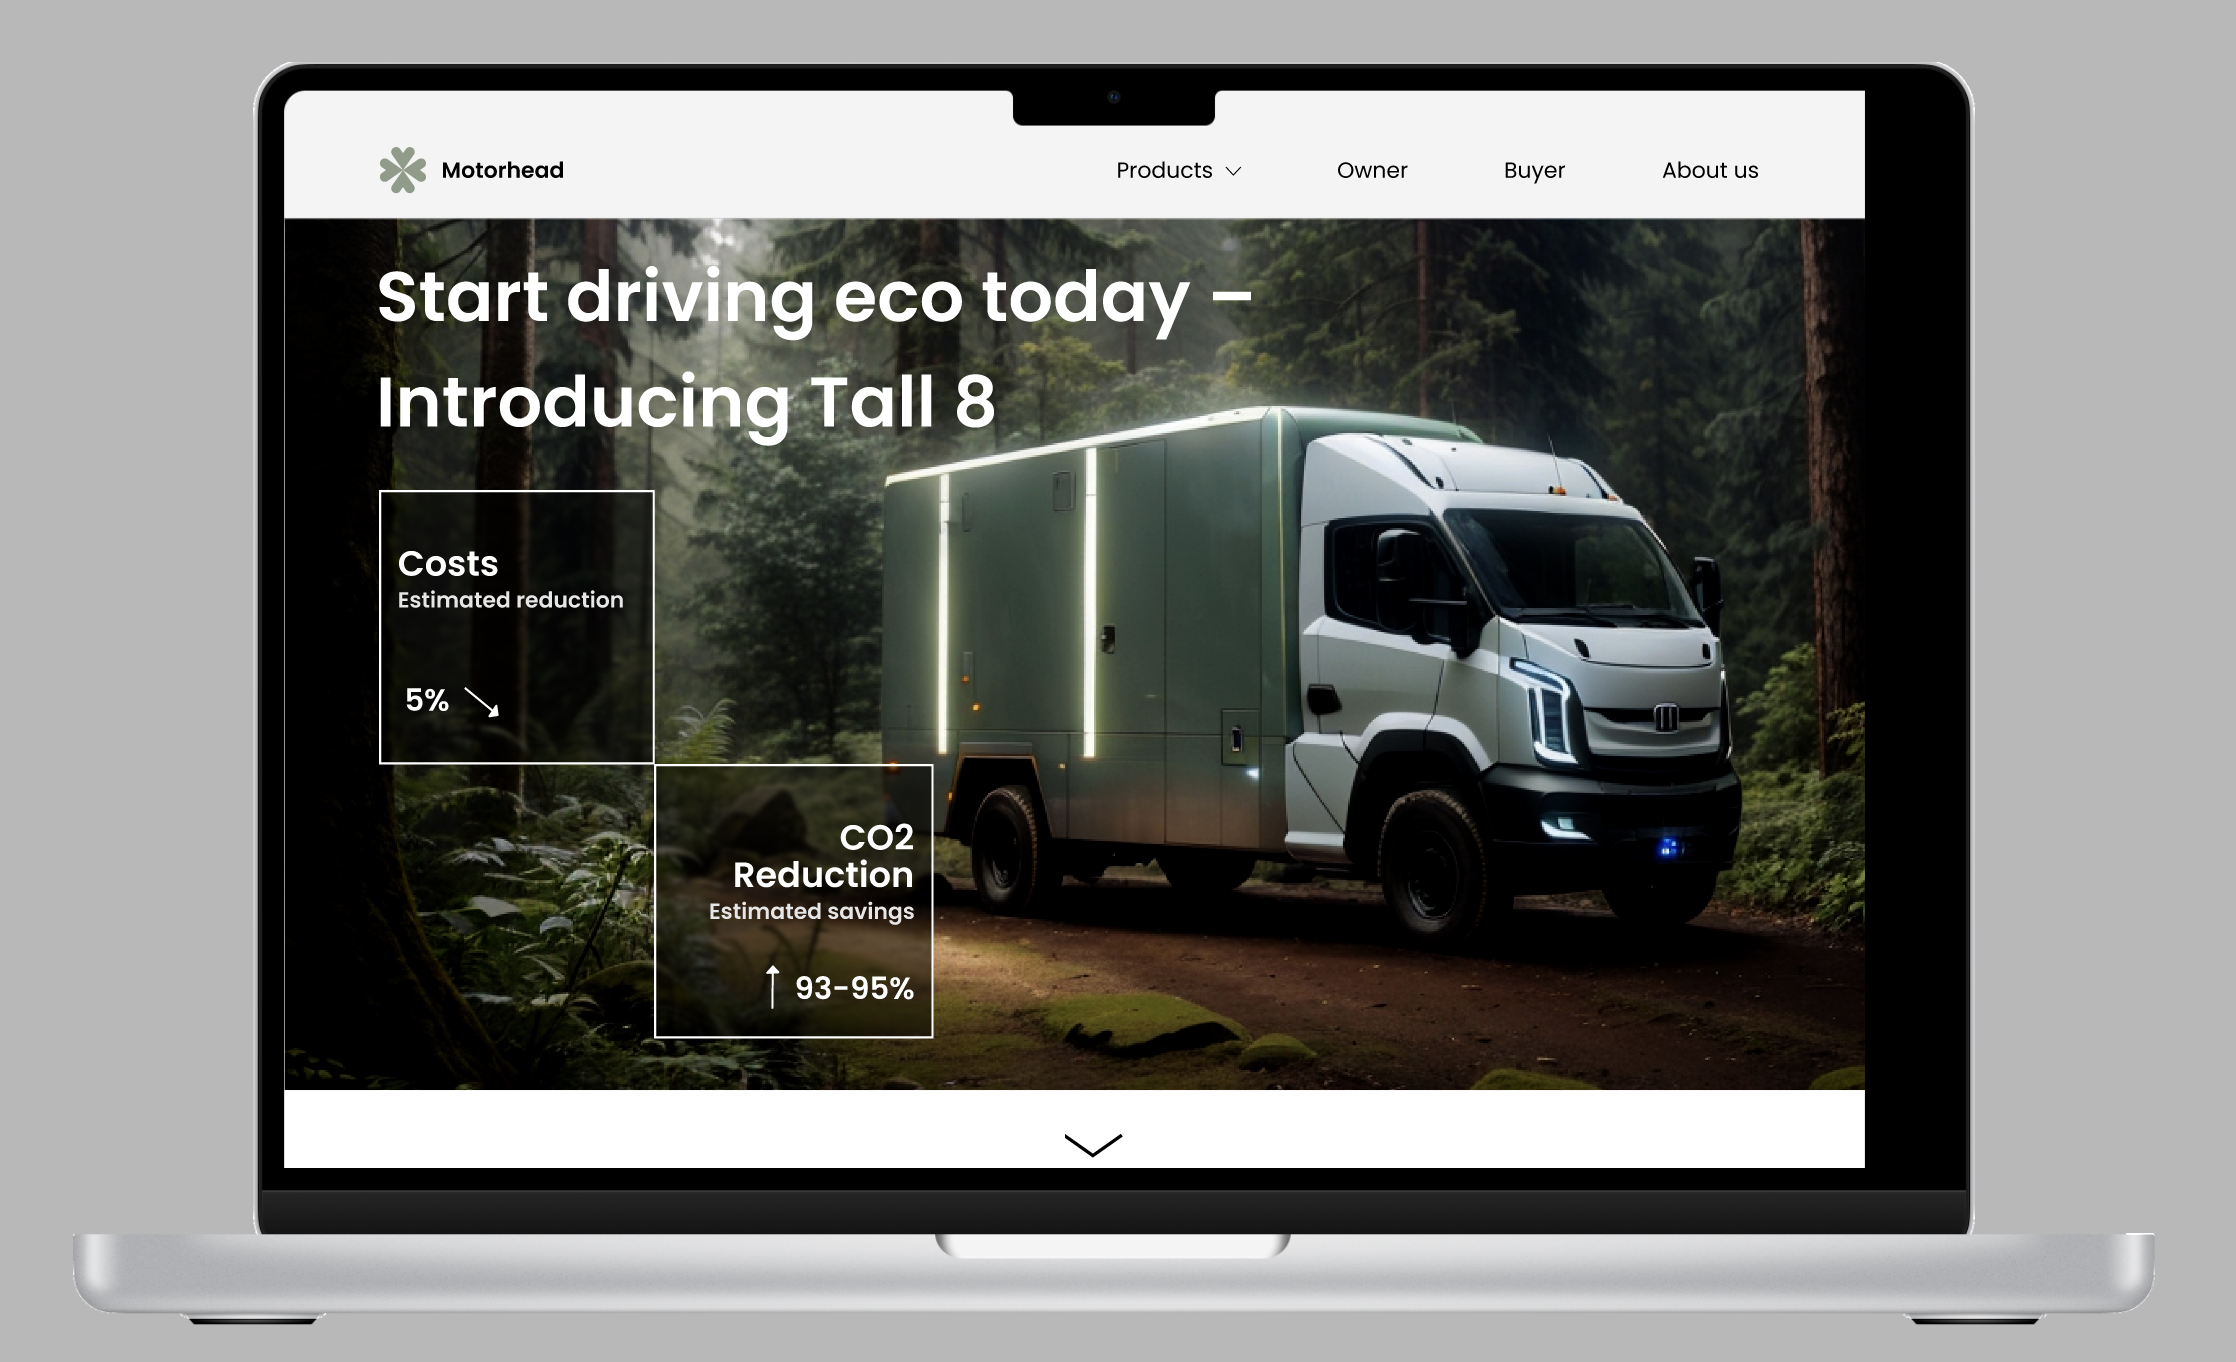 Motorhead
Products
Owner
Buyer
About us
Start driving eco today –
Introducing Tall 8
Costs
Estimated reduction
5%
CO2
Reduction
Estimated savings
93-95%